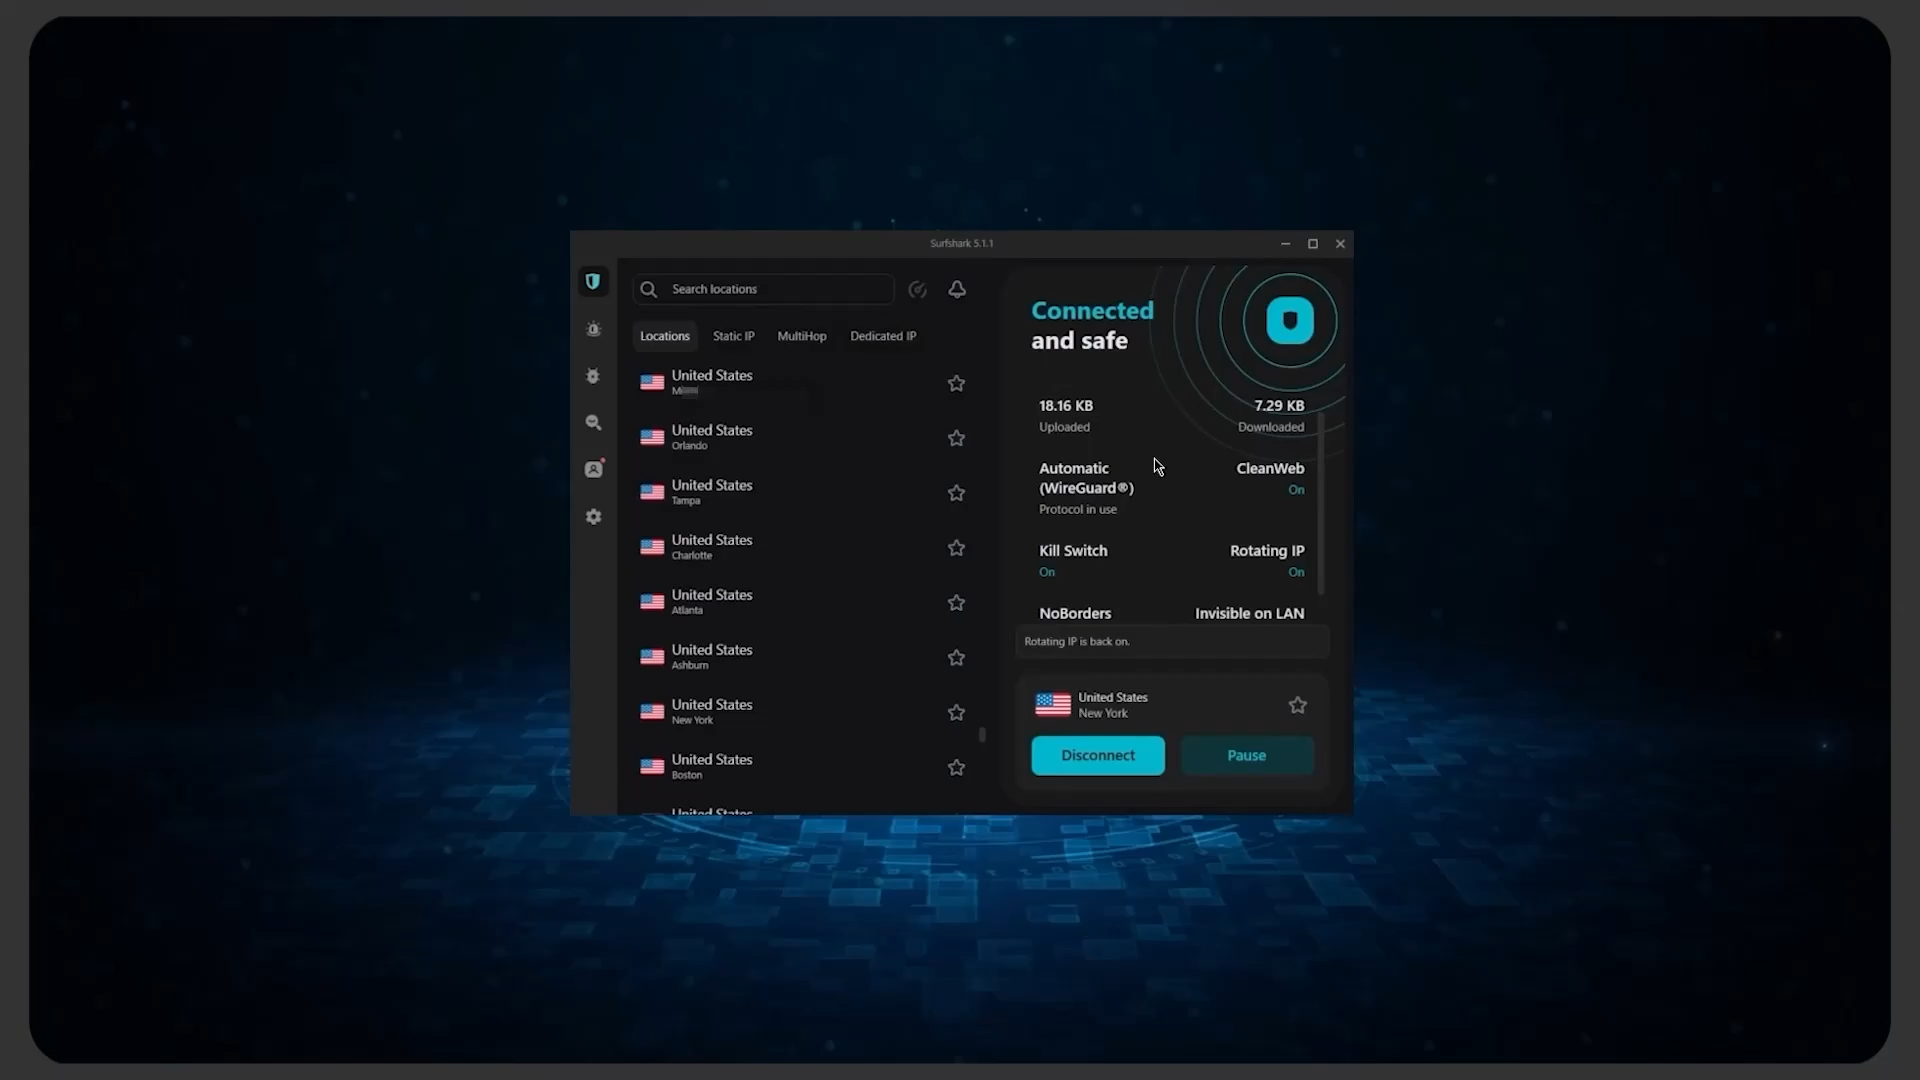 Surfshark 5.1.1
Search locations
Locations
Static IP
MultiHop
Dedicated IP
United States
United States
Orlando
United States
Tampa
United States
Charlotte
United States
Atlanta
United States
Ashburn
United States
New York
United States
Boston
United States
Connected
and safe
18.16 KB
Uploaded
7.29 KB
Downloaded
Automatic
(WireGuard®)
Protocol in use
CleanWeb
On
Kill Switch
On
Rotating IP
On
NoBorders
Invisible on LAN
Rotating IP is back on.
United States
New York
Disconnect
Pause